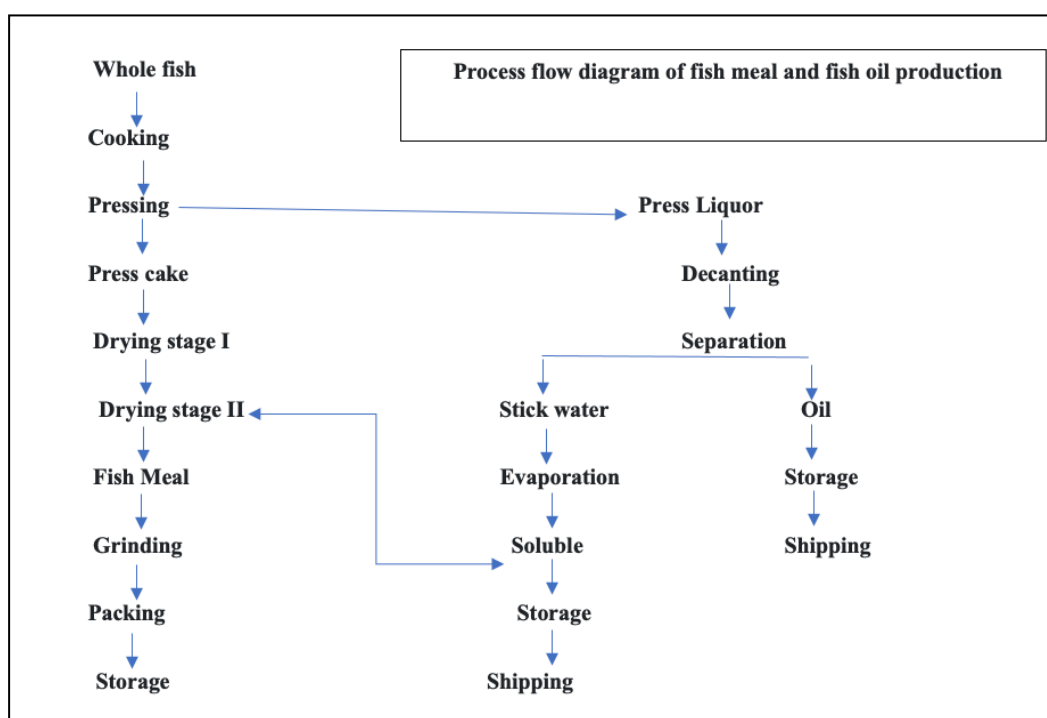 Process flow diagram of fish meal and fish oil production
Whole fish
Cooking
Pressing
Press cake
Drying stage I
Drying stage II
Fish Meal
Grinding
Packing
Storage
Press Liquor
Decanting
Separation
Stick water
Evaporation
Soluble
Storage
Shipping
Oil
Storage
Shipping